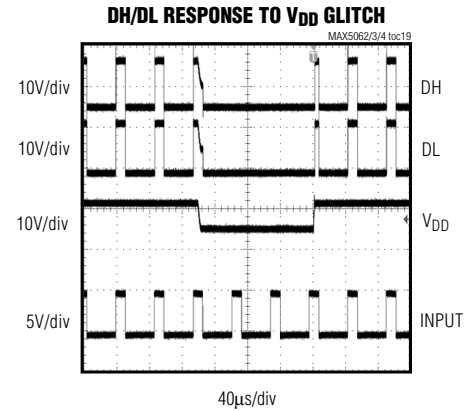 DH/DL RESPONSE TO VDD GLITCH
MAX5062/3/4 toc19
10V/div
DH
10V/div
DL
10V/div
VDD
5V/div
INPUT
40μs/div